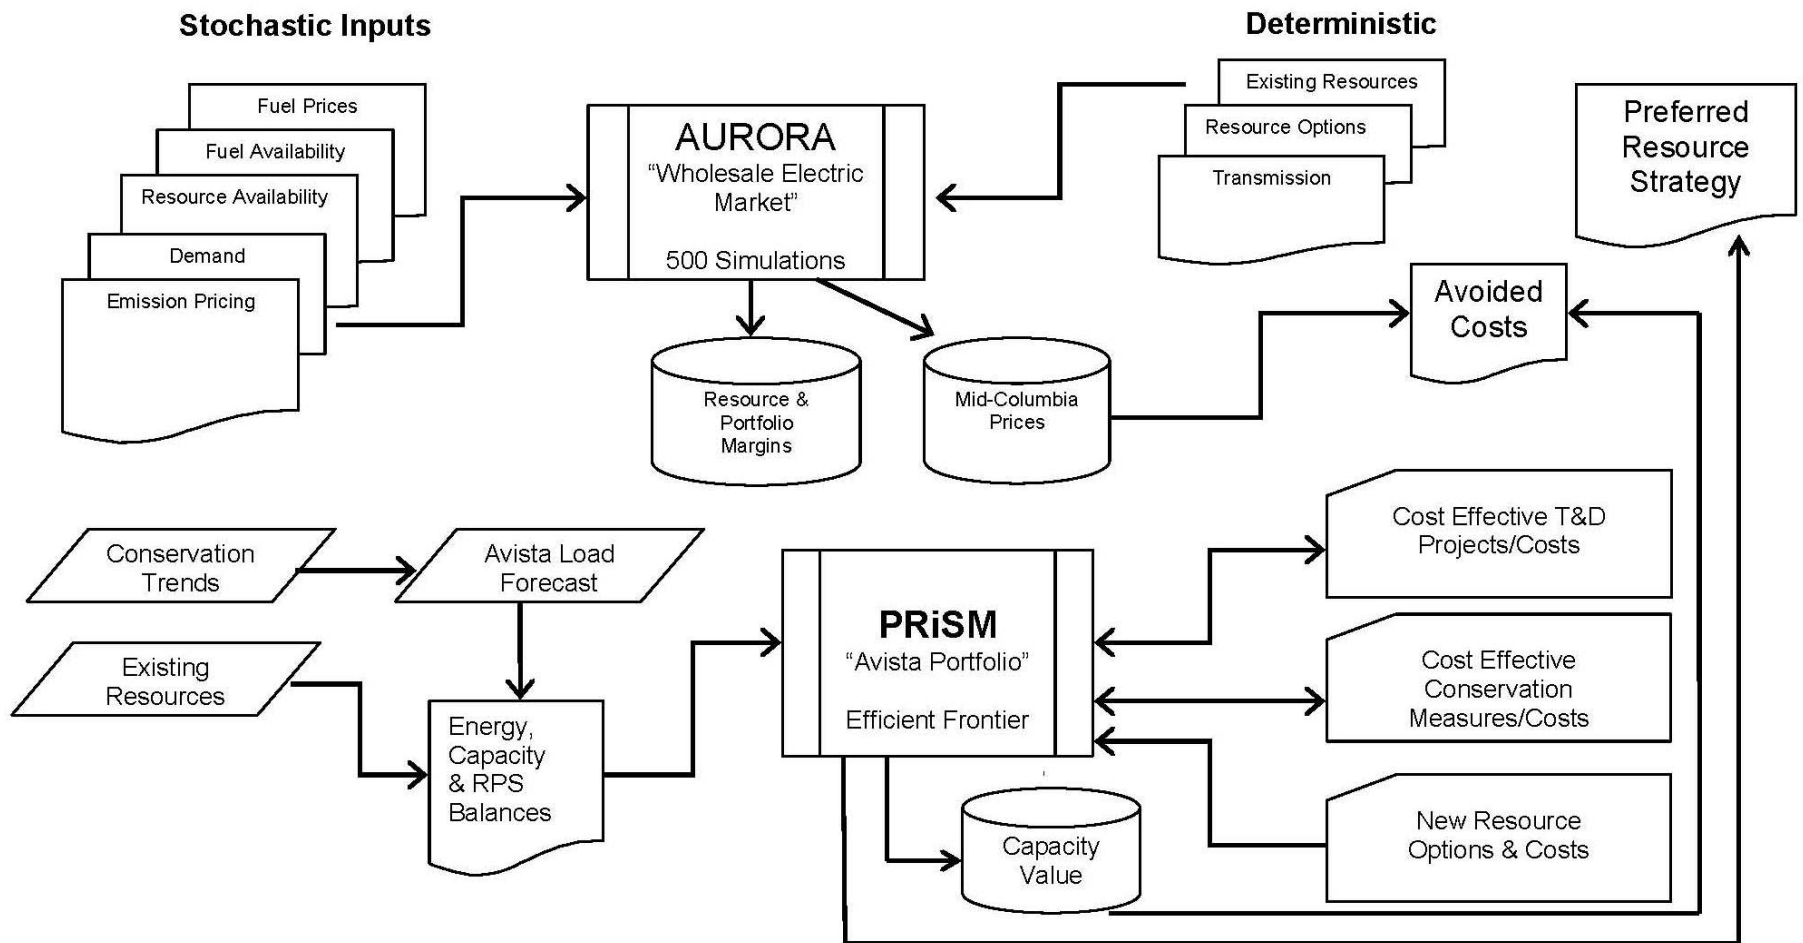 Stochastic Inputs
Deterministic
Fuel Prices
Fuel Availability
Resource Availability
Demand
Emission Pricing
AURORA
“Wholesale Electric
Market”
500 Simulations
Existing Resources
Resource Options
Transmission
Preferred
Resource
Strategy
Avoided
Costs
Resource &
Portfolio
Margins
Mid-Columbia
Prices
Conservation
Trends
Avista Load
Forecast
Existing
Resources
Energy,
Capacity
& RPS
Balances
PRiSM
“Avista Portfolio”
Efficient Frontier
Capacity
Value
Cost Effective T&D
Projects/Costs
Cost Effective
Conservation
Measures/Costs
New Resource
Options & Costs